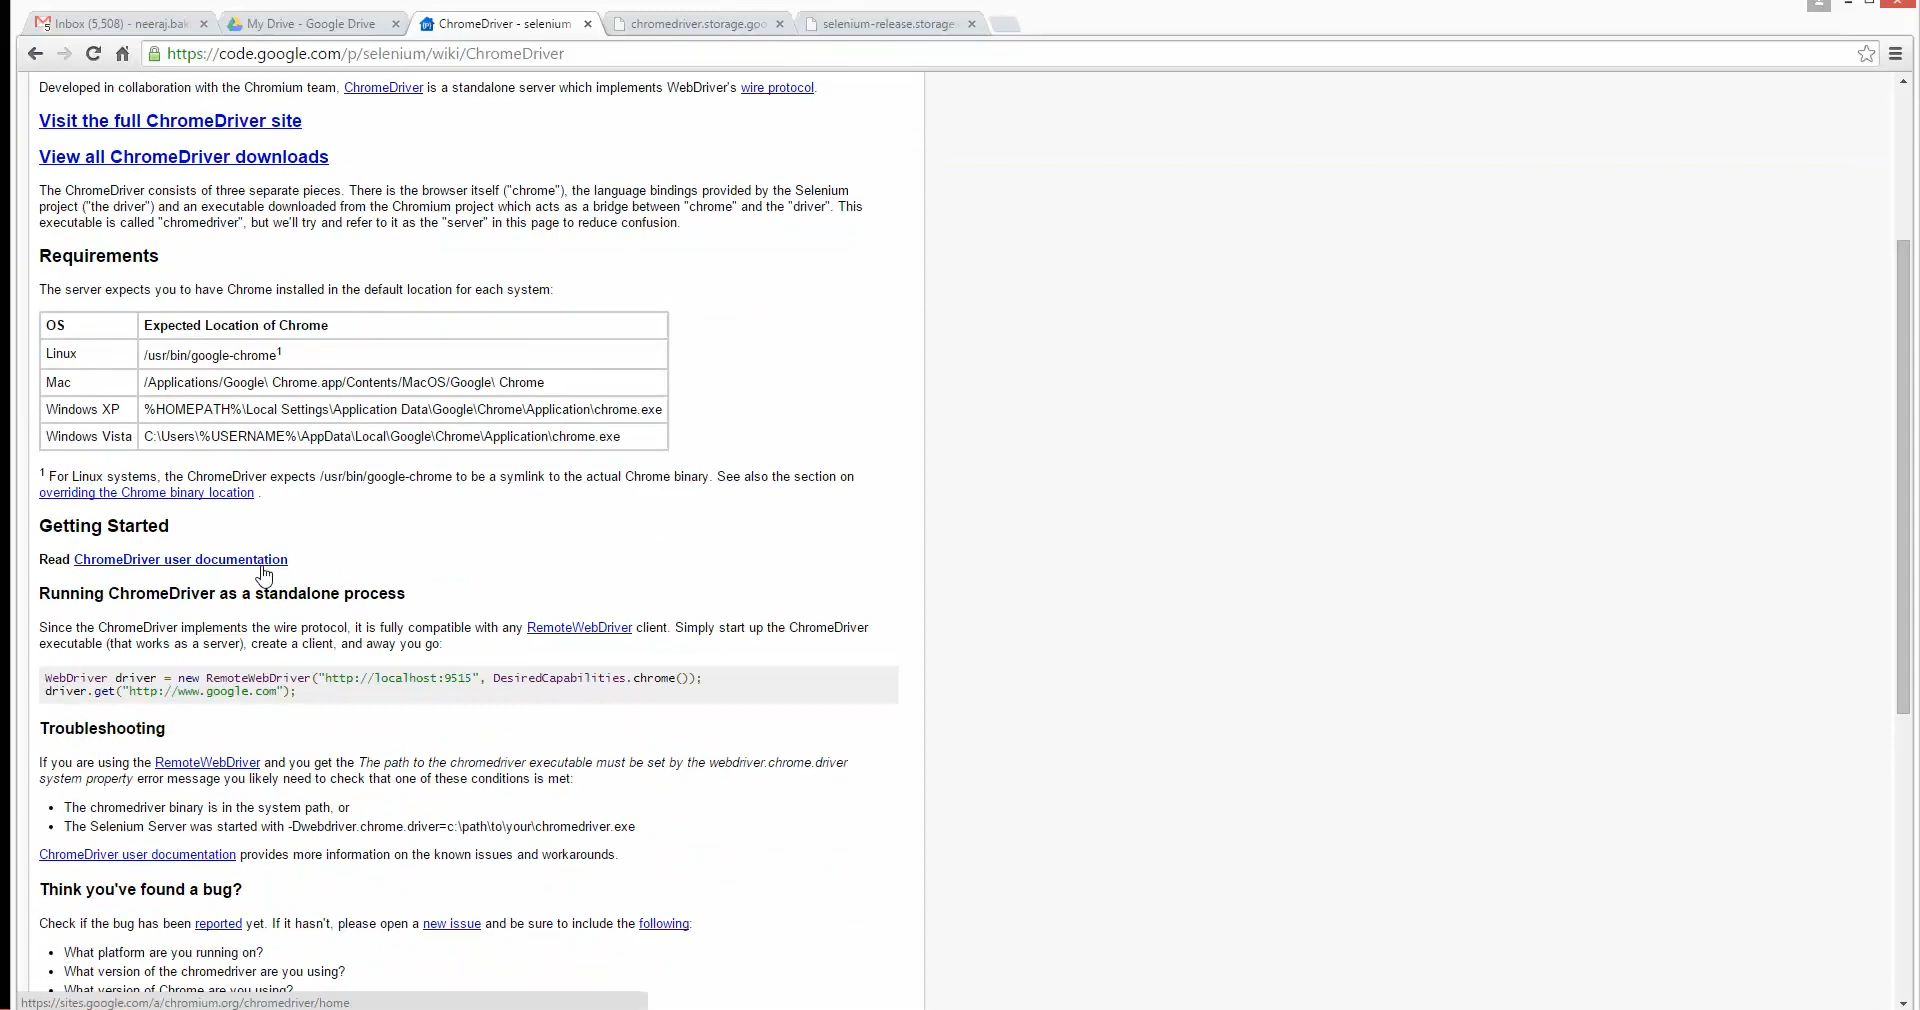 Inbox (5,508) - neeraj.bak
My Drive - Google Drive
ChromeDriver - selenium
chromedriver.storage.goo
selenium-release.storage
https://code.google.com/p/selenium/wiki/ChromeDriver
Developed in collaboration with the Chromium team, ChromeDriver is a standalone server which implements WebDriver's wire protocol.
Visit the full ChromeDriver site
View all ChromeDriver downloads
The ChromeDriver consists of three separate pieces. There is the browser itself ("chrome"), the language bindings provided by the Selenium
project ("the driver") and an executable downloaded from the Chromium project which acts as a bridge between "chrome" and the "driver". This
executable is called "chromedriver", but we'll try and refer to it as the "server" in this page to reduce confusion.
Requirements
The server expects you to have Chrome installed in the default location for each system:
OS Expected Location of Chrome
Linux /usr/bin/google-chrome1
Mac /Applications/Google\ Chrome.app/Contents/MacOS/Google\ Chrome
Windows XP %HOMEPATH%\Local Settings\Application Data\Google\Chrome\Application\chrome.exe
Windows Vista C:\Users\%USERNAME%\AppData\Local\Google\Chrome\Application\chrome.exe
1 For Linux systems, the ChromeDriver expects /usr/bin/google-chrome to be a symlink to the actual Chrome binary. See also the section on
overriding the Chrome binary location .
Getting Started
Read ChromeDriver user documentation
Running ChromeDriver as a standalone process
Since the ChromeDriver implements the wire protocol, it is fully compatible with any RemoteWebDriver client. Simply start up the ChromeDriver
executable (that works as a server), create a client, and away you go:
WebDriver driver = new RemoteWebDriver("http://localhost:9515", DesiredCapabilities.chrome());
driver.get("http://www.google.com");
Troubleshooting
If you are using the RemoteWebDriver and you get the The path to the chromedriver executable must be set by the webdriver.chrome.driver
system property error message you likely need to check that one of these conditions is met:
• The chromedriver binary is in the system path, or
• The Selenium Server was started with -Dwebdriver.chrome.driver=c:\path\to\your\chromedriver.exe
ChromeDriver user documentation provides more information on the known issues and workarounds.
Think you've found a bug?
Check if the bug has been reported yet. If it hasn't, please open a new issue and be sure to include the following:
• What platform are you running on?
• What version of the chromedriver are you using?
• What version of Chrome are you using?
https://sites.google.com/a/chromium.org/chromedriver/home